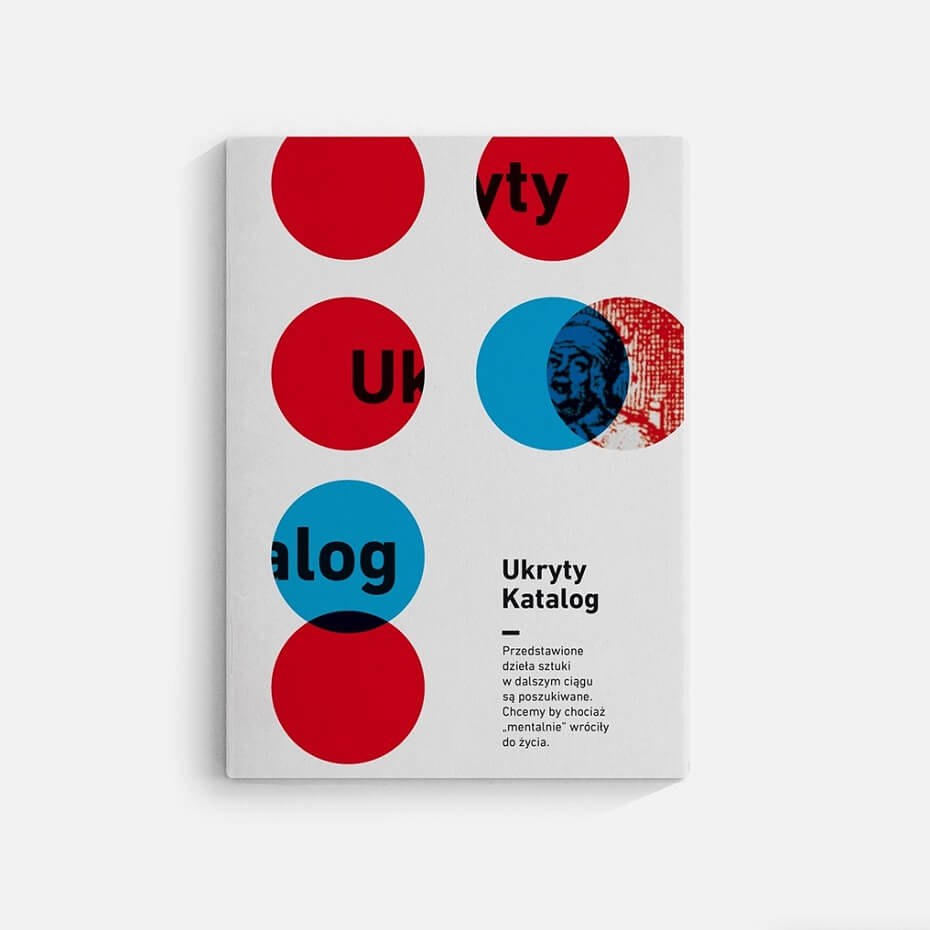 yty
Uk
alog
Ukryty
Katalog
Przedstawione
dzieła sztuki
w dalszym ciągu
są poszukiwane.
Chcemy by chociaż
„mentalnie” wróciły
do życia.